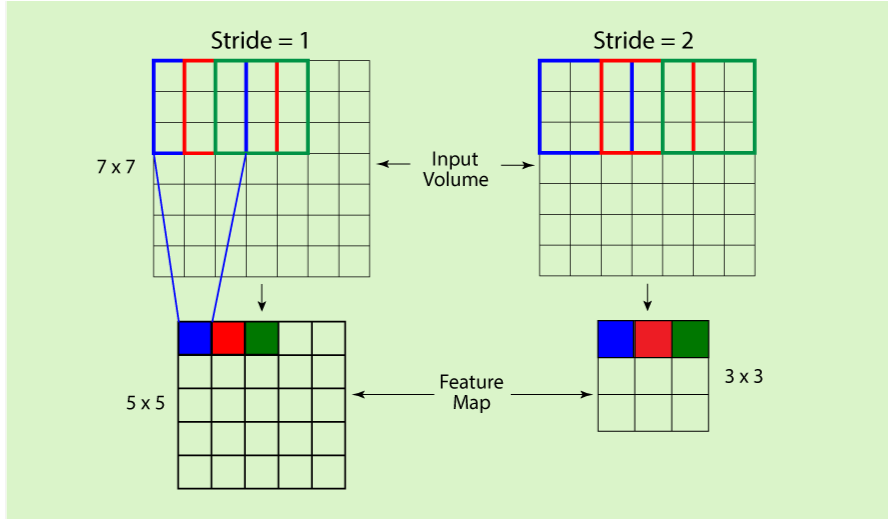 Stride = 1
Stride = 2
7 x 7
Input
Volume
5 x 5
Feature
Map
3 x 3